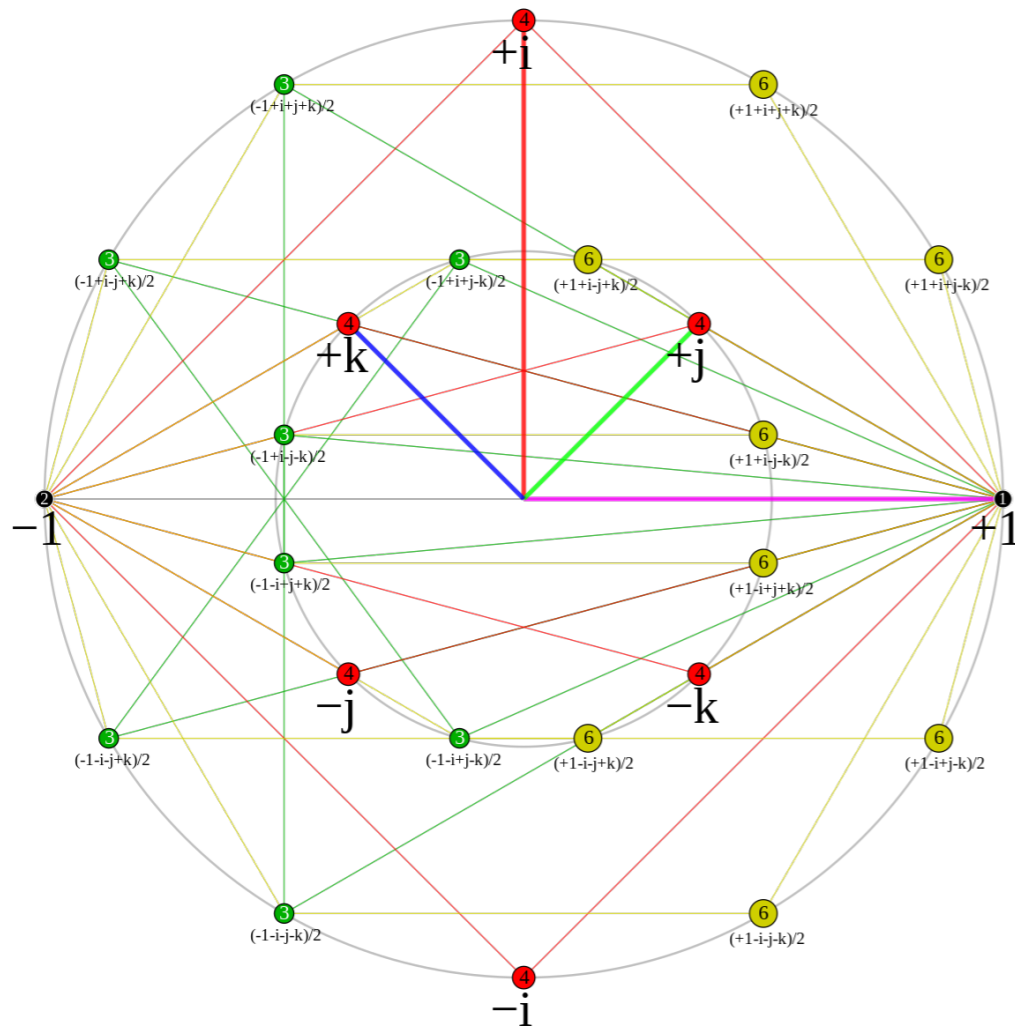 4
+i
3
6
(-1+i+j+k)/2
(+1+i+j+k)/2
3
3
6
6
(-1+i-j+k)/2
(-1+i+j-k)/2
(+1+i-j+k)/2
(+1+i+j-k)/2
4
4
+k
+j
3
6
(-1+i-j-k)/2
(+1+i-j-k)/2
2
1
−1
+1
3
6
(-1-i+j+k)/2
(+1-i+j+k)/2
4
4
−j
−k
3
3
6
6
(-1-i-j+k)/2
(-1-i+j-k)/2
(+1-i-j+k)/2
(+1-i+j-k)/2
3
6
(-1-i-j-k)/2
(+1-i-j-k)/2
4
−i